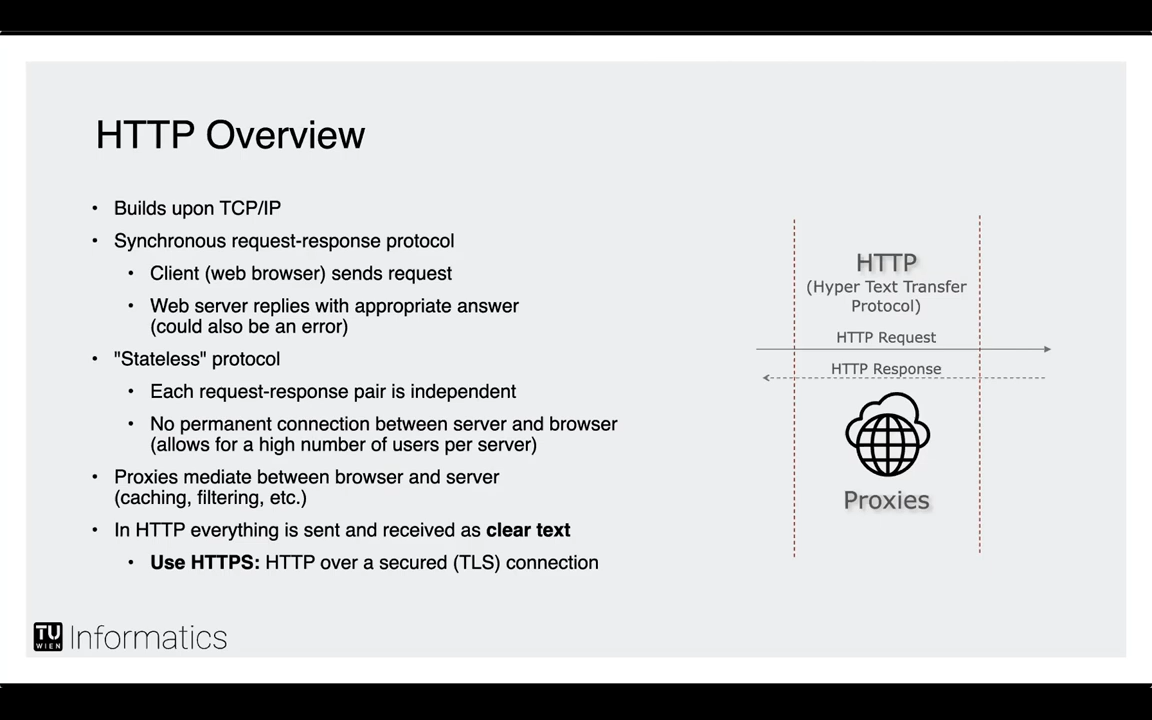 HTTP Overview
• Builds upon TCP/IP
• Synchronous request-response protocol
• Client (web browser) sends request
• Web server replies with appropriate answer
(could also be an error)
• "Stateless" protocol
• Each request-response pair is independent
• No permanent connection between server and browser
(allows for a high number of users per server)
• Proxies mediate between browser and server
(caching, filtering, etc.)
• In HTTP everything is sent and received as clear text
• Use HTTPS: HTTP over a secured (TLS) connection
HTTP
(Hyper Text Transfer
Protocol)
HTTP Request
HTTP Response
Proxies
TU
WIEN
Informatics